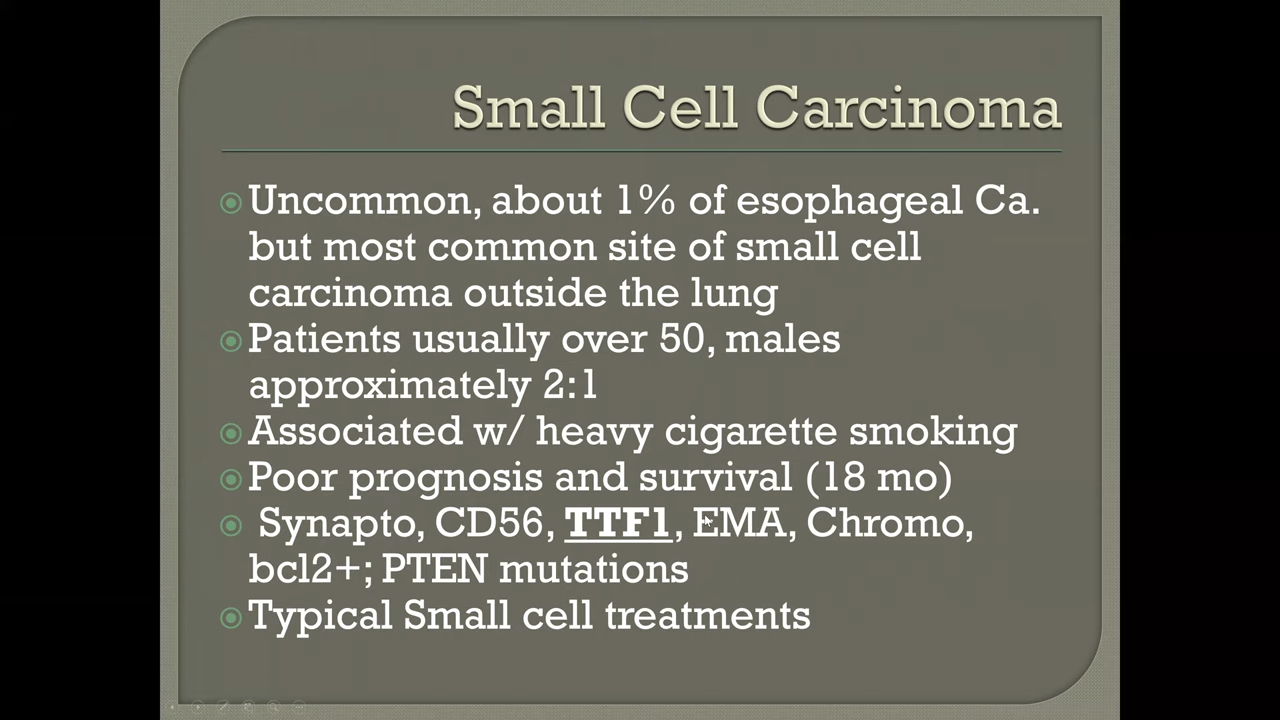 Small Cell Carcinoma
Uncommon, about 1% of esophageal Ca.
but most common site of small cell
carcinoma outside the lung
Patients usually over 50, males
approximately 2:1
Associated w/ heavy cigarette smoking
Poor prognosis and survival (18 mo)
Synapto, CD56, TTF1, EMA, Chromo,
bcl2+; PTEN mutations
Typical Small cell treatments